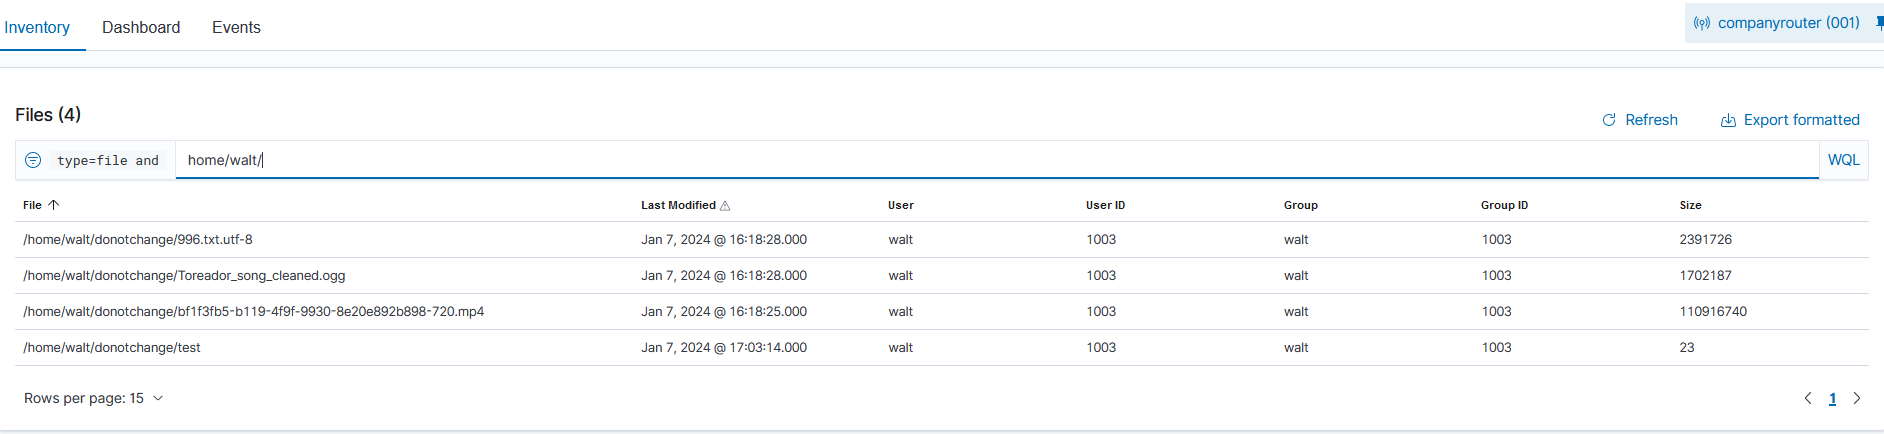 Inventory Dashboard Events companyrouter (001)
Files (4)
Refresh Export formatted
type=file and home/walt/ WQL
File Last Modified User User ID Group Group ID Size
/home/walt/donotchange/996.txt.utf-8 Jan 7, 2024 @ 16:18:28.000 walt 1003 walt 1003 2391726
/home/walt/donotchange/Toreador_song_cleaned.ogg Jan 7, 2024 @ 16:18:28.000 walt 1003 walt 1003 1702187
/home/walt/donotchange/bf1f3fb5-b119-4f9f-9930-8e20e892b898-720.mp4 Jan 7, 2024 @ 16:18:25.000 walt 1003 walt 1003 110916740
/home/walt/donotchange/test Jan 7, 2024 @ 17:03:14.000 walt 1003 walt 1003 23
Rows per page: 15 1